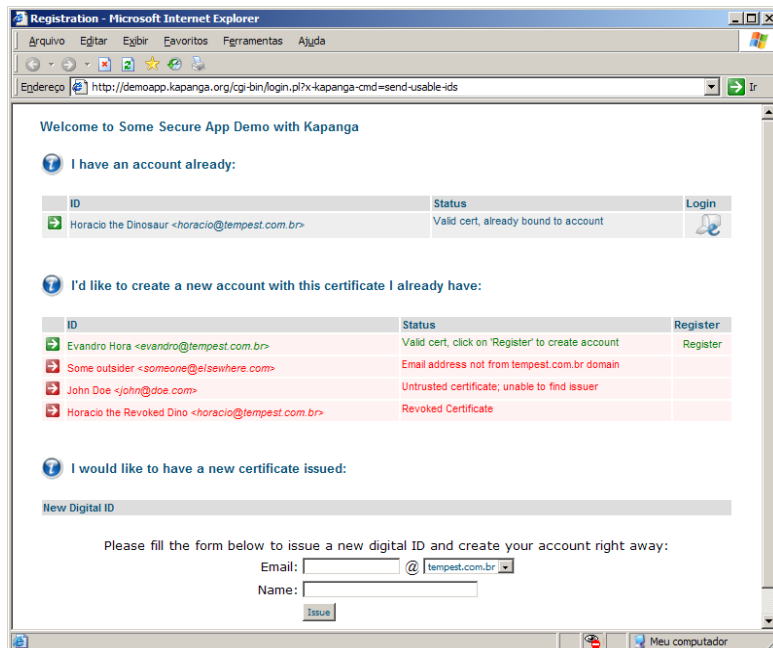 Registration - Microsoft Internet Explorer
Arquivo Editar Exibir Favoritos Ferramentas Ajuda
Endereço http://demoapp.kapanga.org/cgi-bin/login.pl?x-kapanga-cmd=send-usable-ids Ir
Welcome to Some Secure App Demo with Kapanga
I have an account already:
ID Status Login
Horacio the Dinosaur <horacio@tempest.com.br> Valid cert, already bound to account
I'd like to create a new account with this certificate I already have:
ID Status Register
Evandro Hora <evandro@tempest.com.br> Valid cert, click on 'Register' to create account Register
Some outsider <someone@elsewhere.com> Email address not from tempest.com.br domain
John Doe <john@doe.com> Untrusted certificate; unable to find issuer
Horacio the Revoked Dino <horacio@tempest.com.br> Revoked Certificate
I would like to have a new certificate issued:
New Digital ID
Please fill the form below to issue a new digital ID and create your account right away:
Email: @ tempest.com.br
Name:
Issue
Meu computador